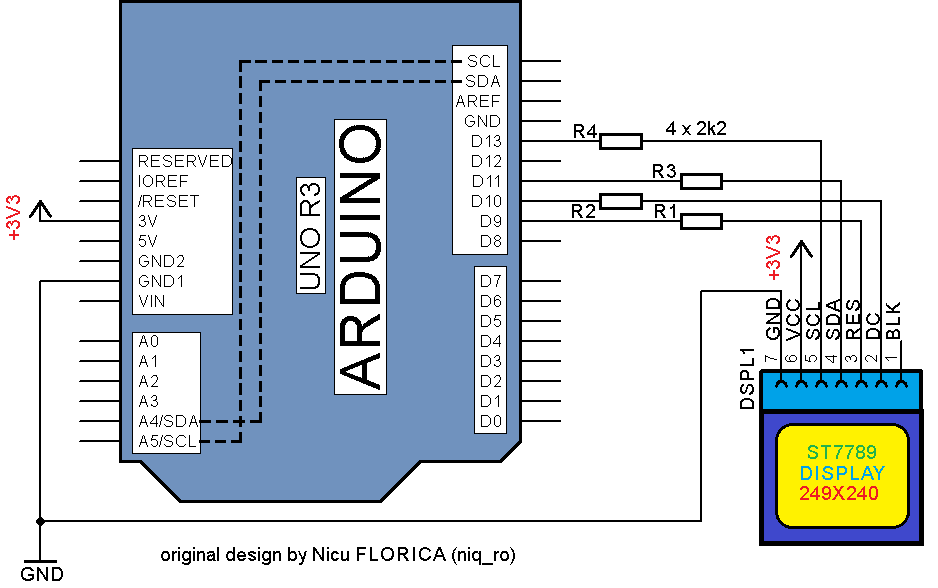 SCL
SDA
AREF
GND
D13
D12
D11
D10
D9
D8
R4
4 x 2k2
R3
R2
R1
RESERVED
IOREF
/RESET
3V
5V
GND2
GND1
VIN
+3V3
UNO R3
ARDUINO
D7
D6
D5
D4
D3
D2
D1
D0
A0
A1
A2
A3
A4/SDA
A5/SCL
+3V3
GND
VCC
SCL
SDA
RES
DC
BLK
7
6
5
4
3
2
1
DSPL1
ST7789
DISPLAY
249X240
original design by Nicu FLORICA (niq_ro)
GND